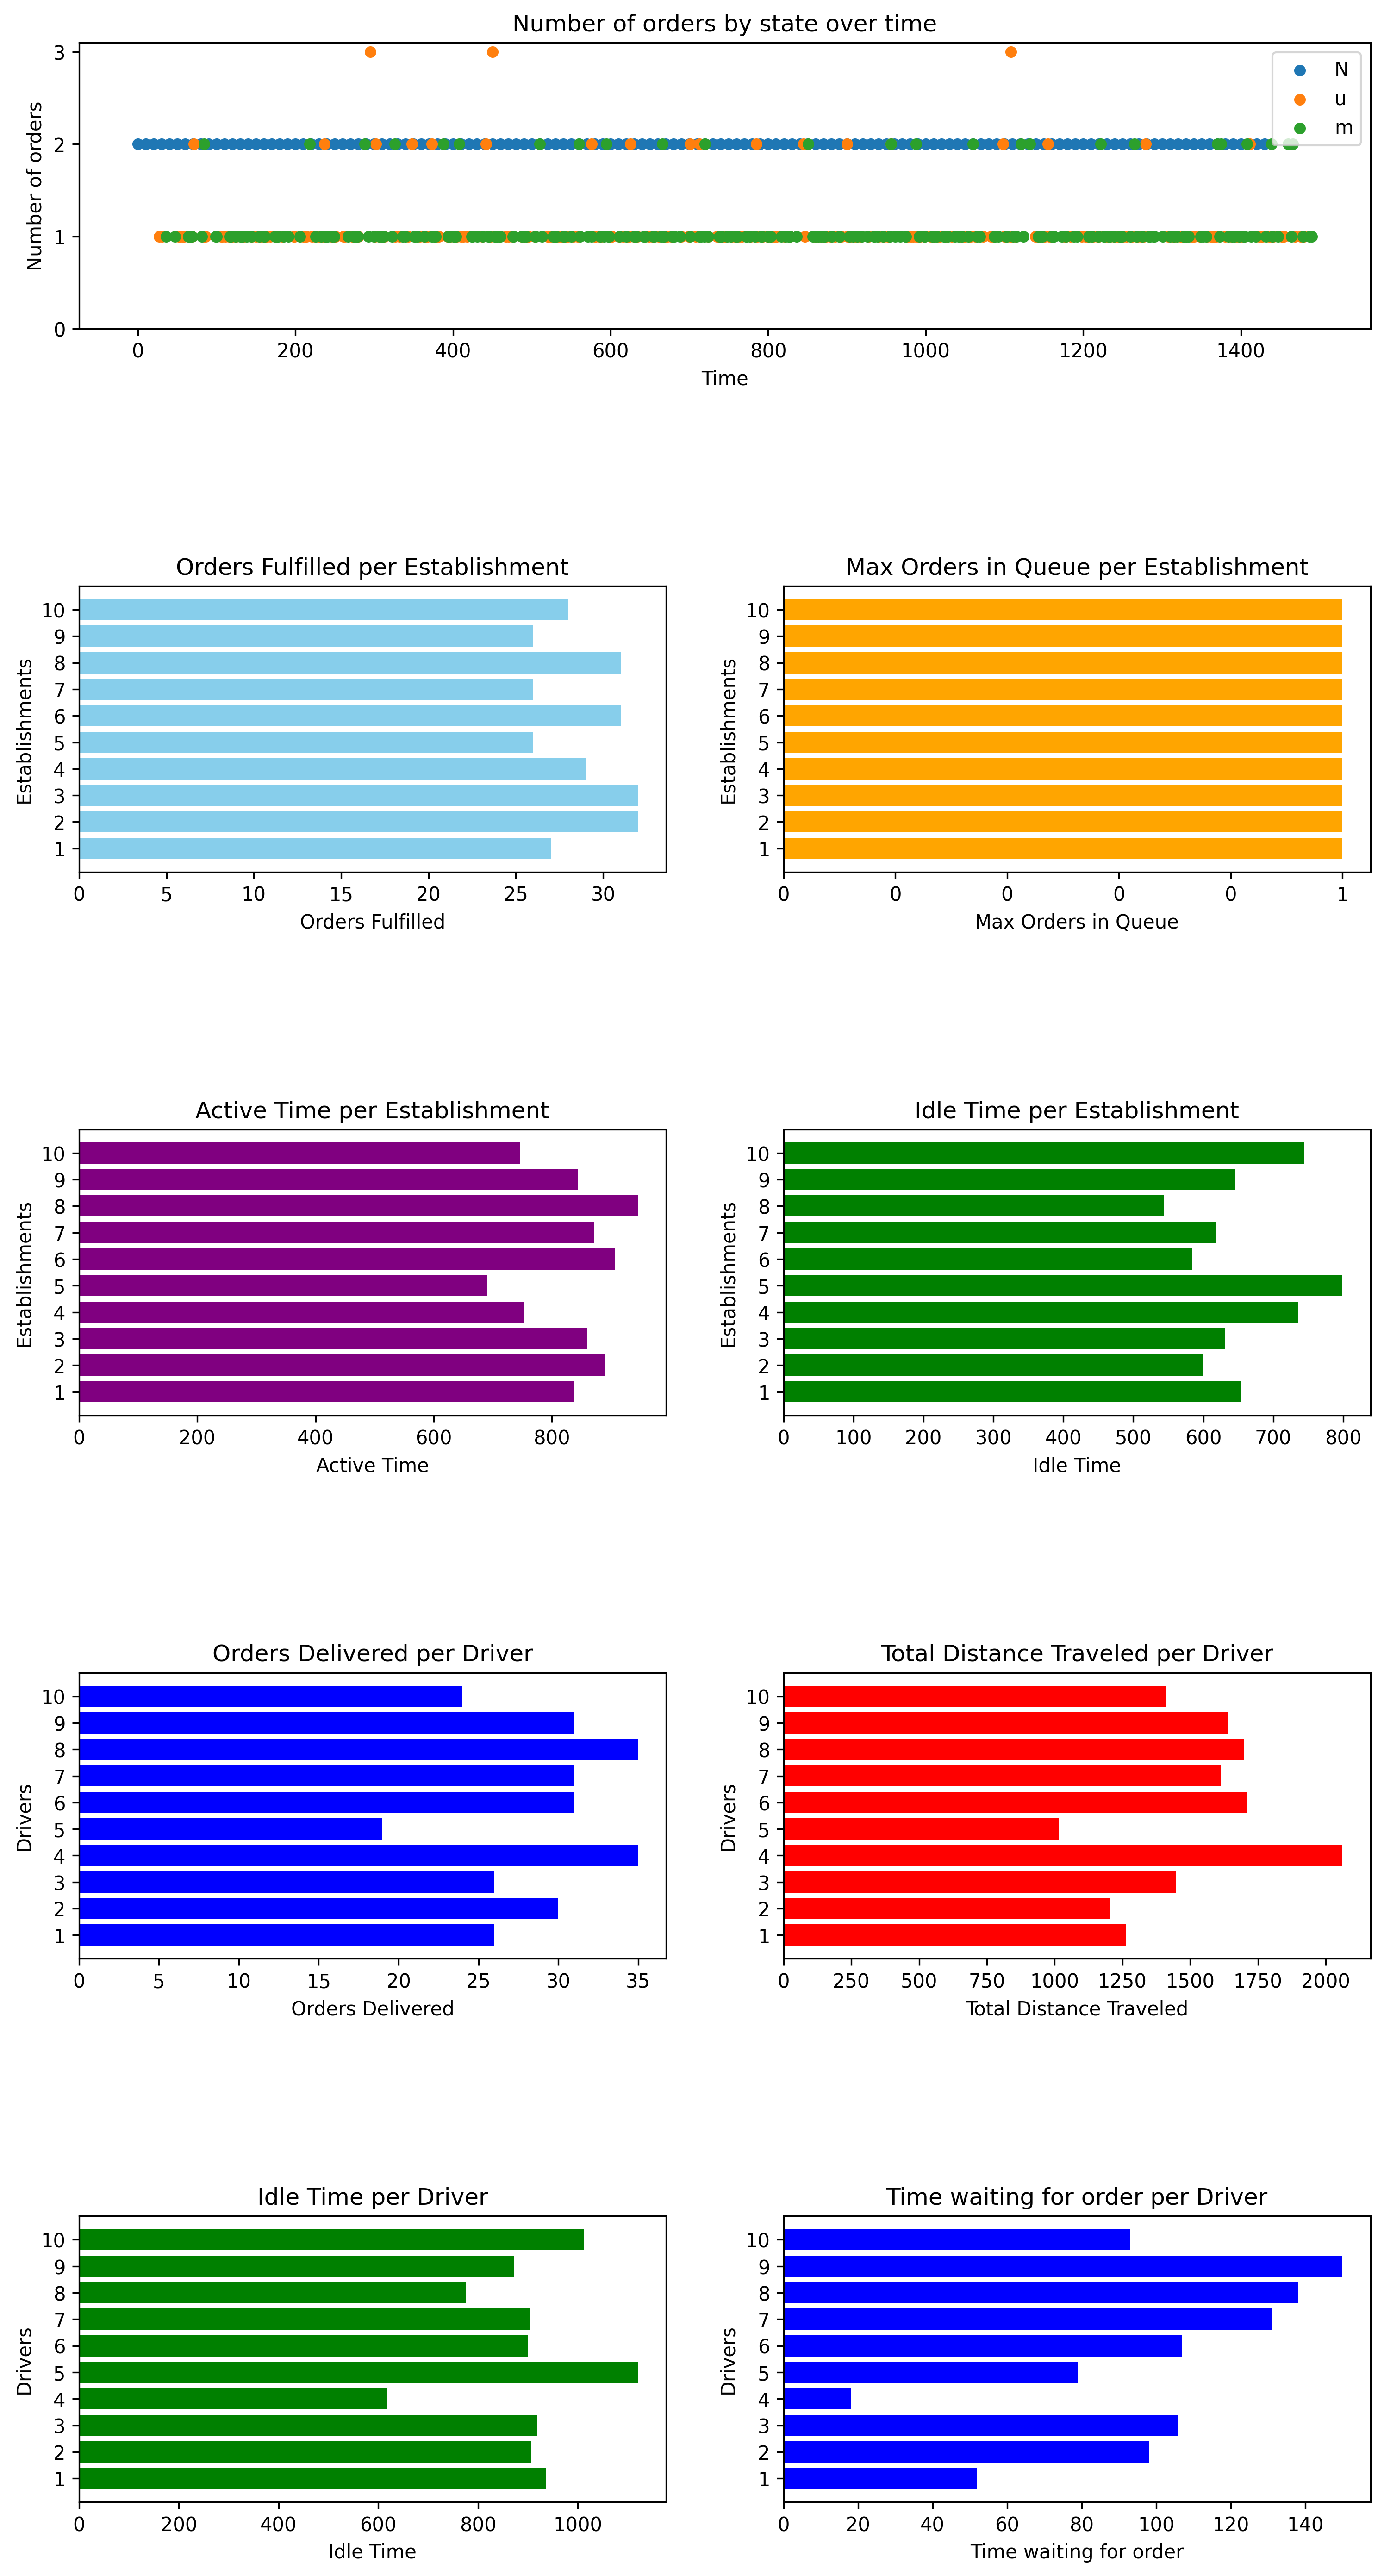 Number of orders by state over time
Number of orders
3
2
1
0
N
u
m
0 200 400 600 800 1000 1200 1400
Time
Orders Fulfilled per Establishment
Establishments
10
9
8
7
6
5
4
3
2
1
0 5 10 15 20 25 30
Orders Fulfilled
Max Orders in Queue per Establishment
Establishments
10
9
8
7
6
5
4
3
2
1
0 0 0 0 0 1
Max Orders in Queue
Active Time per Establishment
Establishments
10
9
8
7
6
5
4
3
2
1
0 200 400 600 800
Active Time
Idle Time per Establishment
Establishments
10
9
8
7
6
5
4
3
2
1
0 100 200 300 400 500 600 700 800
Idle Time
Orders Delivered per Driver
Drivers
10
9
8
7
6
5
4
3
2
1
0 5 10 15 20 25 30 35
Orders Delivered
Total Distance Traveled per Driver
Drivers
10
9
8
7
6
5
4
3
2
1
0 250 500 750 1000 1250 1500 1750 2000
Total Distance Traveled
Idle Time per Driver
Drivers
10
9
8
7
6
5
4
3
2
1
0 200 400 600 800 1000
Idle Time
Time waiting for order per Driver
Drivers
10
9
8
7
6
5
4
3
2
1
0 20 40 60 80 100 120 140
Time waiting for order